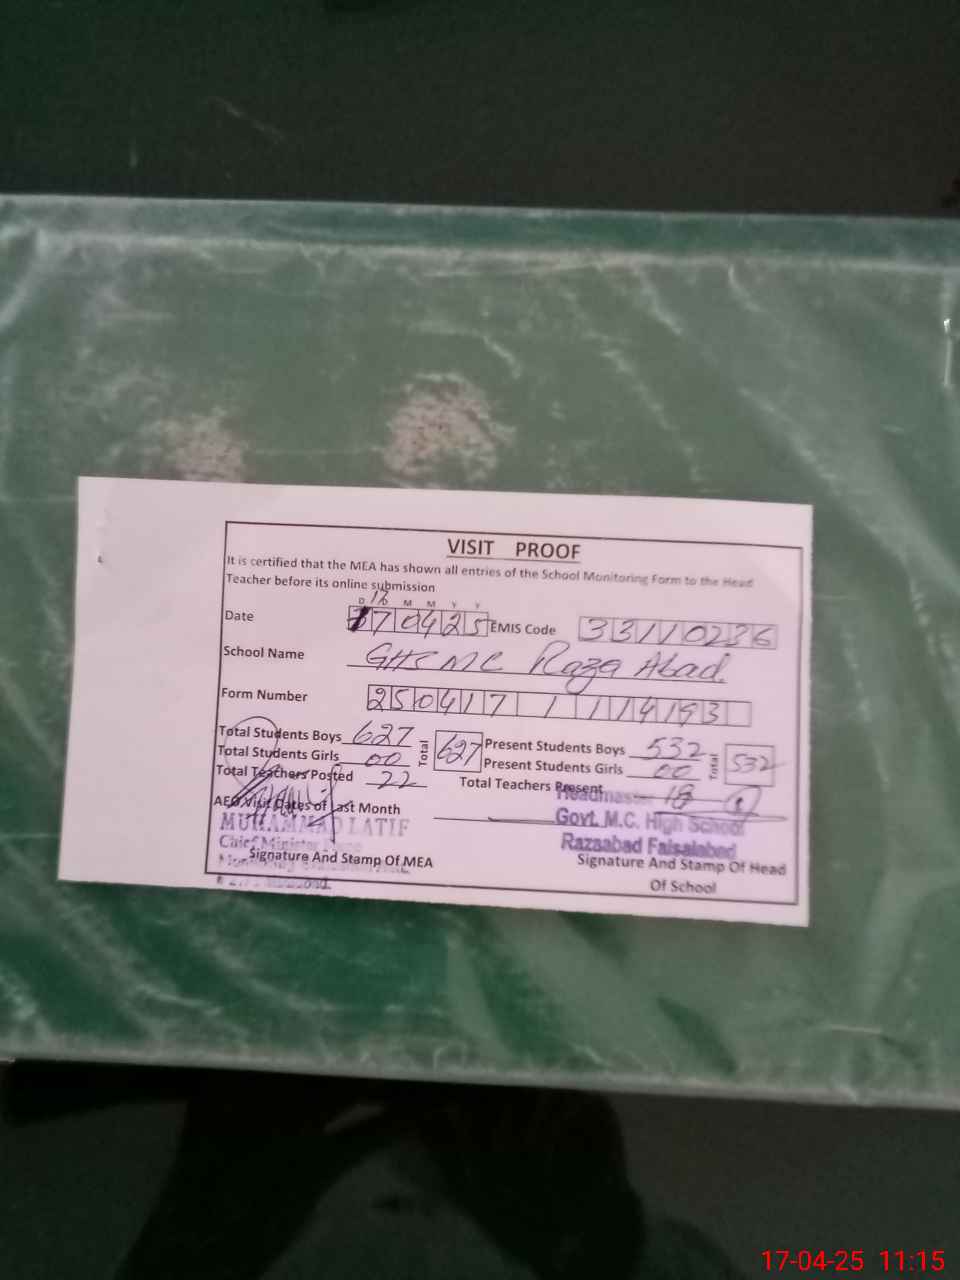 VISIT PROOF
It is certified that the MEA has shown all entries of the School Monitoring Form to the Head
Teacher before its online submission
D M M Y Y
Date 170425 EMIS Code 33110236
School Name GHS MC Raza Abad.
Form Number 250417 1 114193
Total Students Boys 627 Total 627 Present Students Boys 532 Total 532
Total Students Girls 00 Present Students Girls 00
Total Teachers Posted 22 Total Teachers Present 18
AEO Visit Dates of Last Month
Headmaster
MUHAMMAD LATIF Govt. M.C. High School
Chief Minister Razaabad Faisalabad
Signature And Stamp Of MEA Signature And Stamp Of Head
Of School
17-04-25 11:15